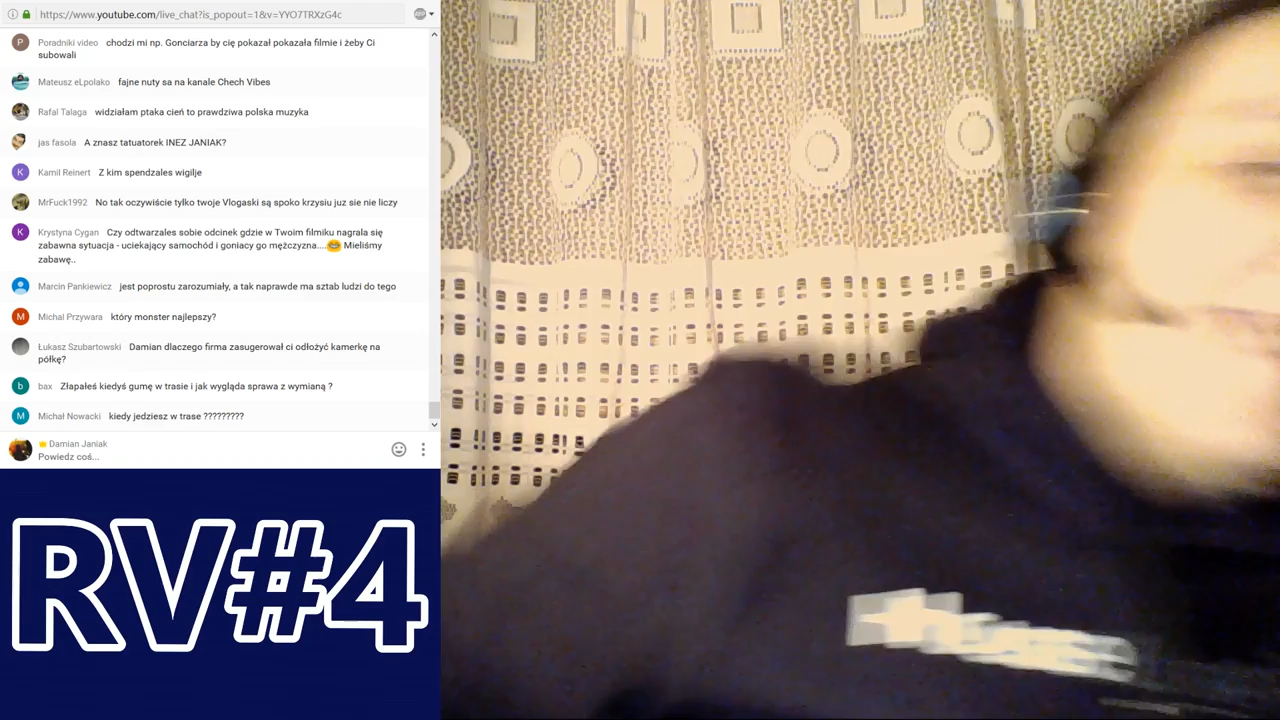 https://www.youtube.com/live_chat?is_popout=1&v=YYO7TRXzG4c
P Poradniki video chodzi mi np. Gonciarza by cię pokazał pokazała filmie i żeby Ci
subowali
Mateusz eLpolako fajne nuty sa na kanale Chech Vibes
Rafal Talaga widziałam ptaka cień to prawdziwa polska muzyka
jas fasola A znasz tatuatorek INEZ JANIAK?
K Kamil Reinert Z kim spendzales wigilje
MrFuck1992 No tak oczywiście tylko twoje Vlogaski są spoko krzysiu juz sie nie liczy
K Krystyna Cygan Czy odtwarzales sobie odcinek gdzie w Twoim filmiku nagrala się
zabawna sytuacja - uciekający samochód i goniacy go mężczyzna.... Mieliśmy
zabawę..
Marcin Pankiewicz jest poprostu zarozumiały, a tak naprawde ma sztab ludzi do tego
M Michal Przywara który monster najlepszy?
Łukasz Szubartowski Damian dlaczego firma zasugerował ci odłożyć kamerkę na
półkę?
b bax Złapałeś kiedyś gumę w trasie i jak wygląda sprawa z wymianą ?
M Michał Nowacki kiedy jedziesz w trase ?????????
Damian Janiak
Powiedz coś...
RV#4